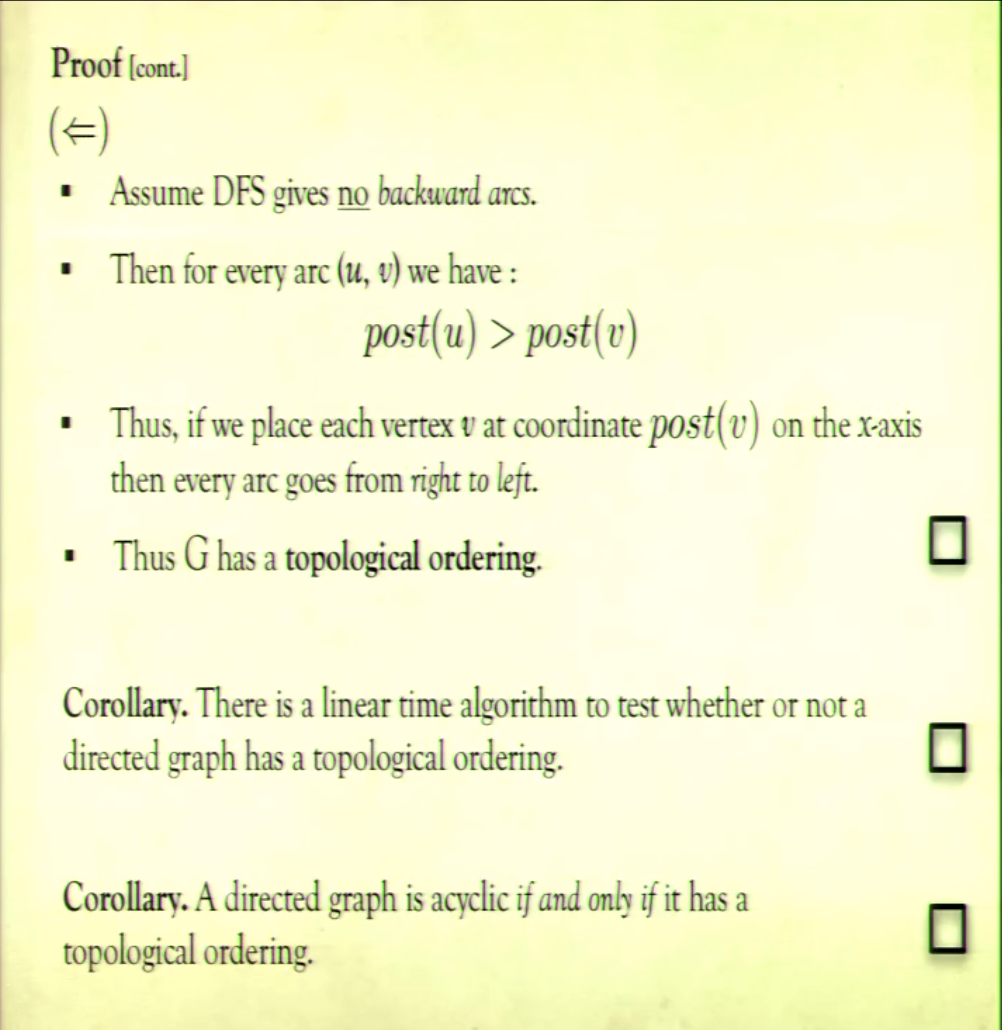 Proof [cont.]
(⇐)
▪ Assume DFS gives no backward arcs.
▪ Then for every arc (u, v) we have :
post(u) > post(v)
▪ Thus, if we place each vertex v at coordinate post(v) on the x-axis
then every arc goes from right to left.
▪ Thus G has a topological ordering.
□
Corollary. There is a linear time algorithm to test whether or not a
directed graph has a topological ordering.
□
Corollary. A directed graph is acyclic if and only if it has a
topological ordering.
□